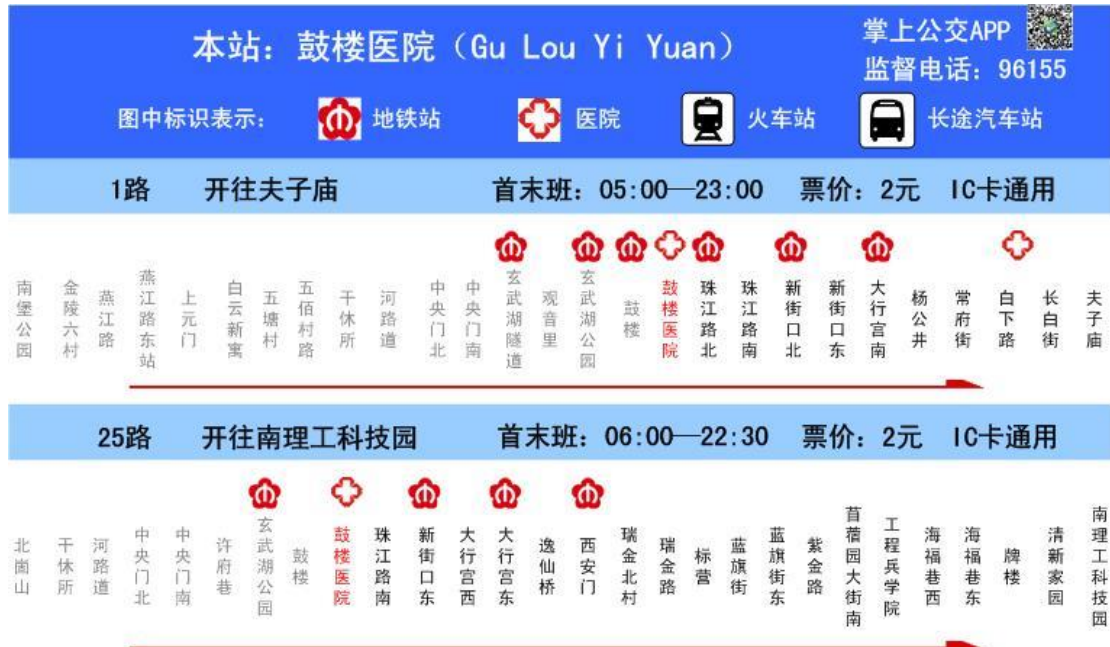 本站：鼓楼医院（Gu Lou Yi Yuan）
掌上公交APP
监督电话：96155
图中标识表示：
地铁站
医院
火车站
长途汽车站
1路 开往夫子庙 首末班：05:00—23:00 票价：2元 IC卡通用
南堡公园
金陵六村
燕江路
燕江路东站
上元门
白云新寓
五塘村
五佰村路
干休所
河路道
中央门北
中央门南
玄武湖隧道
观音里
玄武湖公园
鼓楼
鼓楼医院
珠江路北
珠江路南
新街口北
新街口东
大行宫南
杨公井
常府街
白下路
长白街
夫子庙
25路 开往南理工科技园 首末班：06:00—22:30 票价：2元 IC卡通用
北崮山
干休所
河路道
中央门北
中央门南
许府巷
玄武湖公园
鼓楼
鼓楼医院
珠江路南
新街口东
大行宫西
大行宫东
逸仙桥
西安门
瑞金北村
瑞金路
标营
蓝旗街
蓝旗街东
紫金路
苜蓿园大街南
工程兵学院
海福巷西
海福巷东
牌楼
清新家园
南理工科技园